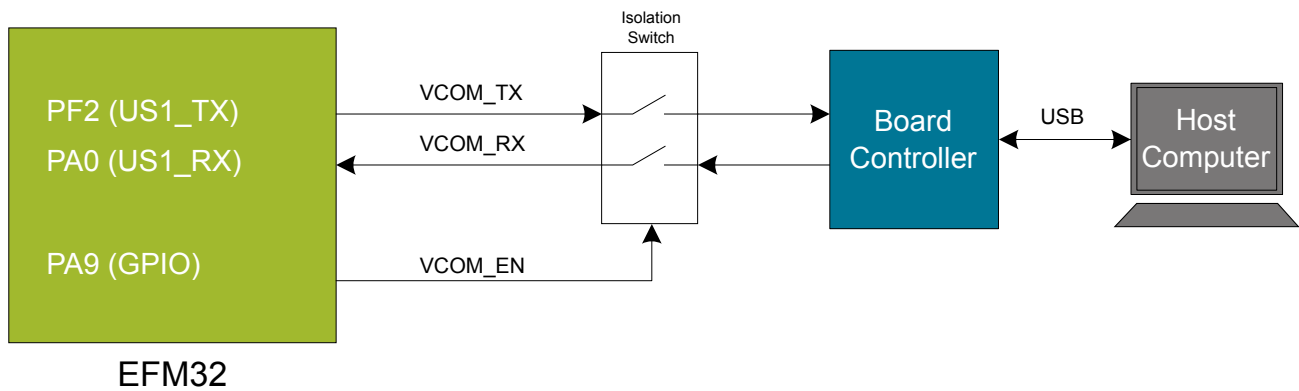 Isolation
Switch
PF2 (US1_TX)
VCOM_TX
PA0 (US1_RX)
VCOM_RX
PA9 (GPIO)
VCOM_EN
Board
Controller
USB
Host
Computer
EFM32